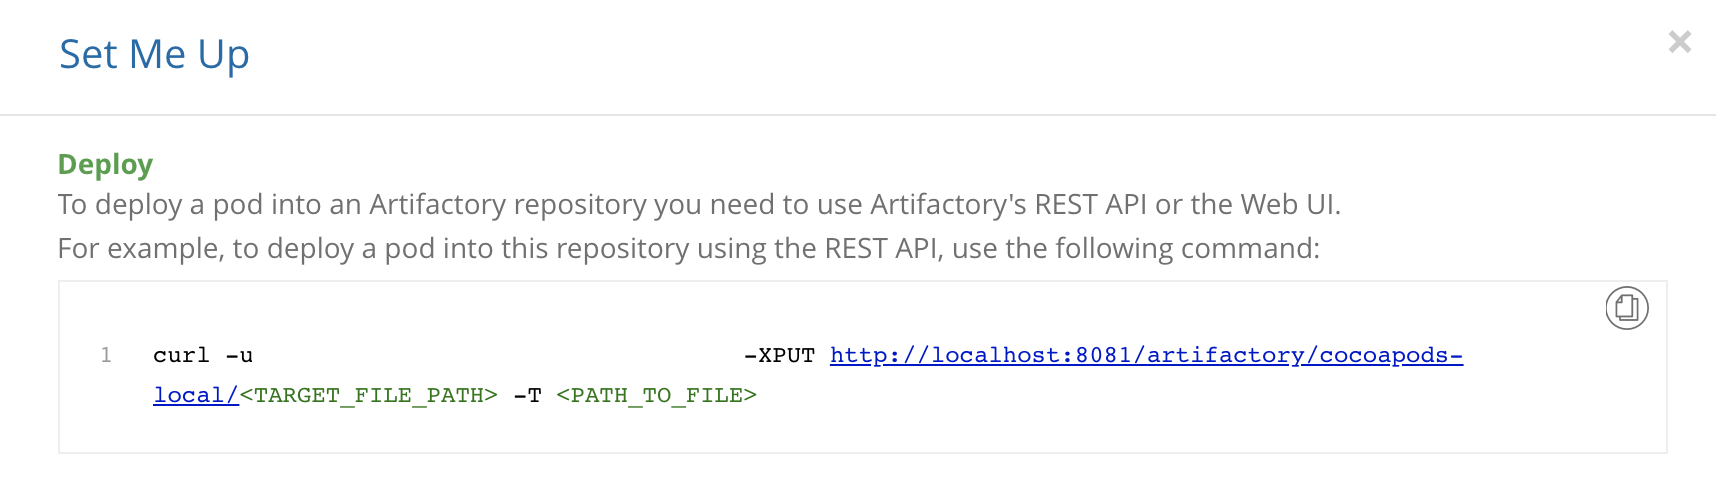 Set Me Up
Deploy
To deploy a pod into an Artifactory repository you need to use Artifactory's REST API or the Web UI.
For example, to deploy a pod into this repository using the REST API, use the following command:
1 curl -u -XPUT http://localhost:8081/artifactory/cocoapods-
local/<TARGET_FILE_PATH> -T <PATH_TO_FILE>